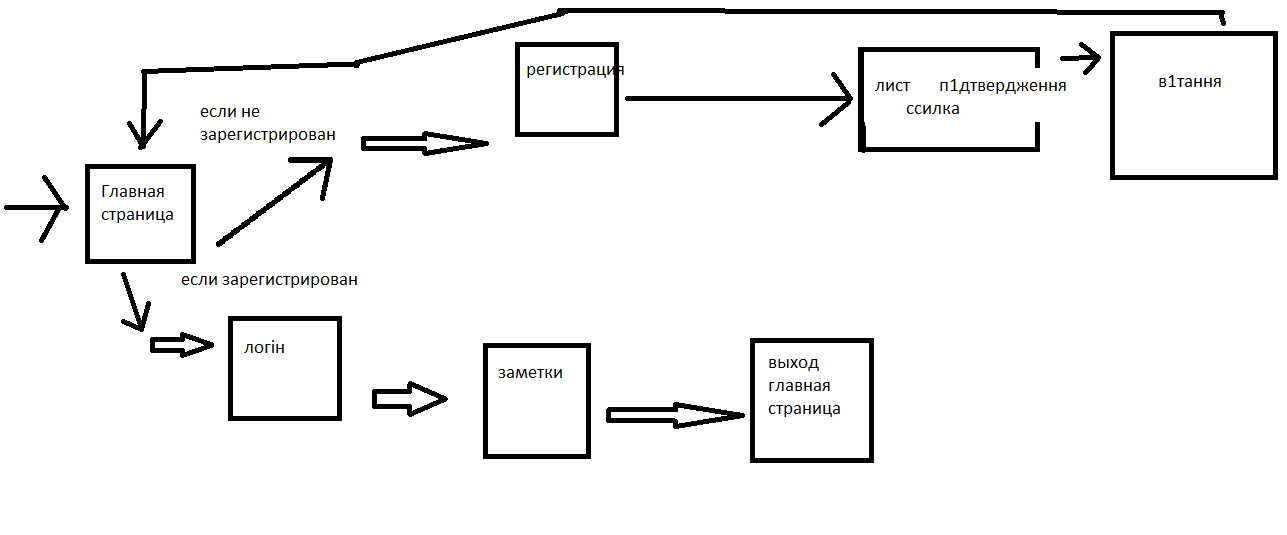 регистрация
лист п1дтвердження
ссилка
в1тання
если не
зарегистрирован
Главная
страница
если зарегистрирован
логін
заметки
выход
главная
страница